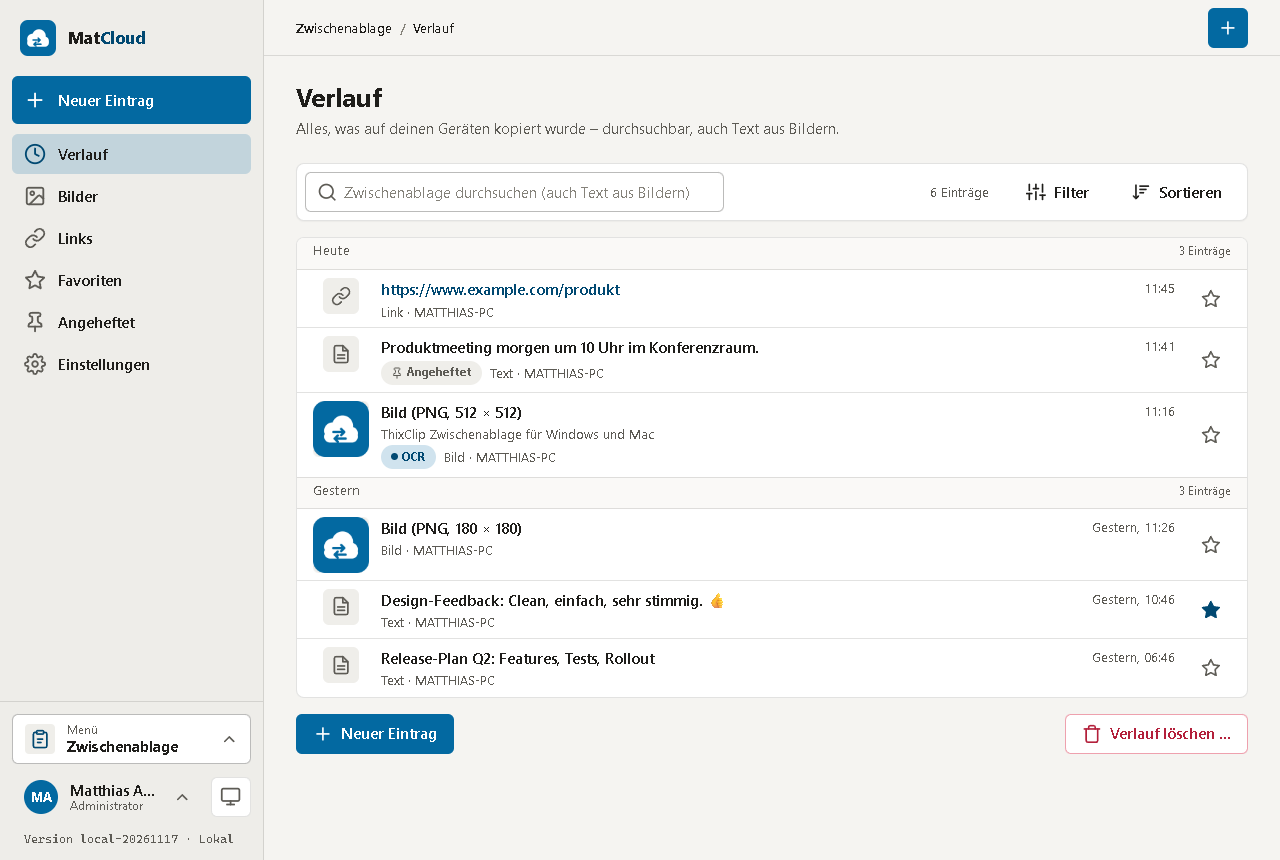 MatCloud
Neuer Eintrag
Verlauf
Bilder
Links
Favoriten
Angeheftet
Einstellungen
Menü
Zwischenablage
MA
Matthias A...
Administrator
Version local-20261117 · Lokal
Zwischenablage / Verlauf
Verlauf
Alles, was auf deinen Geräten kopiert wurde – durchsuchbar, auch Text aus Bildern.
Zwischenablage durchsuchen (auch Text aus Bildern)
6 Einträge
Filter
Sortieren
Heute
3 Einträge
https://www.example.com/produkt
11:45
Link · MATTHIAS-PC
Produktmeeting morgen um 10 Uhr im Konferenzraum.
11:41
Angeheftet Text · MATTHIAS-PC
Bild (PNG, 512 × 512)
11:16
ThixClip Zwischenablage für Windows und Mac
OCR Bild · MATTHIAS-PC
Gestern
3 Einträge
Bild (PNG, 180 × 180)
Gestern, 11:26
Bild · MATTHIAS-PC
Design-Feedback: Clean, einfach, sehr stimmig. 👍
Gestern, 10:46
Text · MATTHIAS-PC
Release-Plan Q2: Features, Tests, Rollout
Gestern, 06:46
Text · MATTHIAS-PC
Neuer Eintrag
Verlauf löschen ...